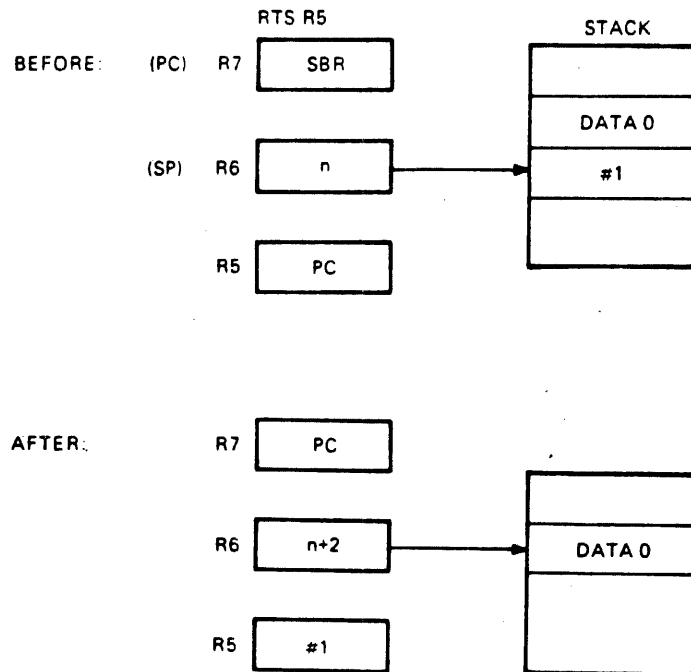 RTS R5
STACK
BEFORE: (PC) R7 SBR
DATA 0
(SP) R6 n #1
R5 PC
AFTER: R7 PC
R6 n+2 DATA 0
R5 #1